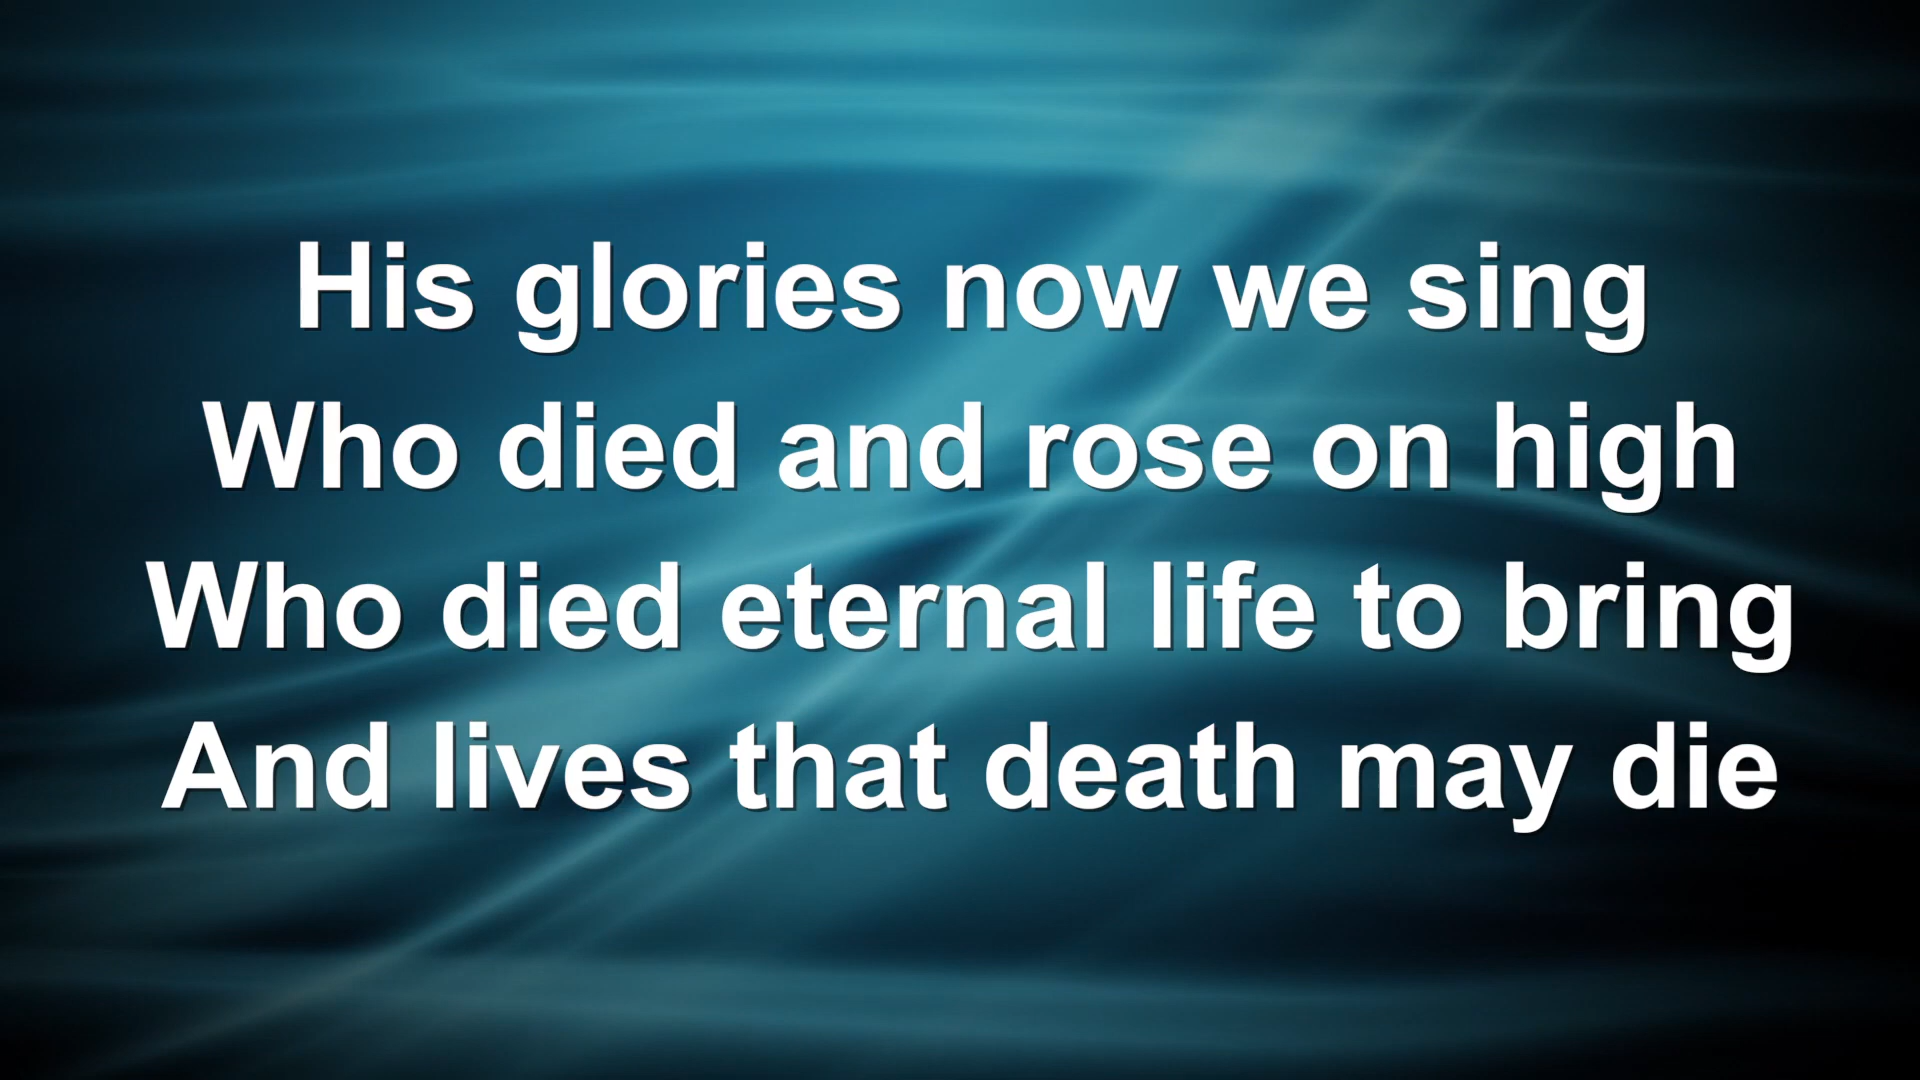 His glories now we sing
Who died and rose on high
Who died eternal life to bring
And lives that death may die